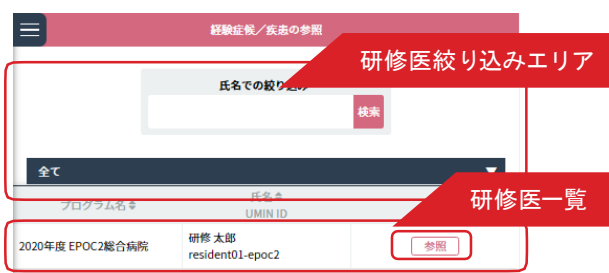 経験症候／疾患の参照
研修医絞り込みエリア
氏名での絞り込み
検索
全て
研修医一覧
プログラム名
氏名
UMIN ID
2020年度 EPOC2総合病院
研修 太郎
resident01-epoc2
参照